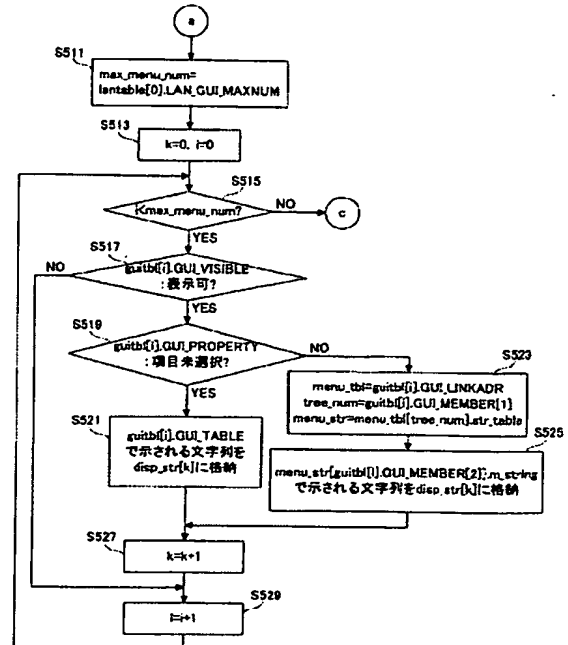 a
S511
max_menu_num=
lantable[0].LAN_GUI_MAXNUM
S513
k=0, i=0
S515
i<max_menu_num?
NO
c
YES
S517
NO
guitbl[i].GUI_VISIBLE
:表示可?
YES
S519
guitbl[i].GUI_PROPERTY
:項目未選択?
NO
YES
S523
menu_tbl=guitbl[i].GUI_LINKADR
tree_num=guitbl[i].GUI_MEMBER[1]
menu_str=menu_tbl[tree_num].str_table
S521
guitbl[i].GUI_TABLE
で示される文字列を
disp_str[k]に格納
S525
menu_str[guitbl[i].GUI_MEMBER[2]].m_string
で示される文字列をdisp_str[k]に格納
S527
k=k+1
S529
i=i+1